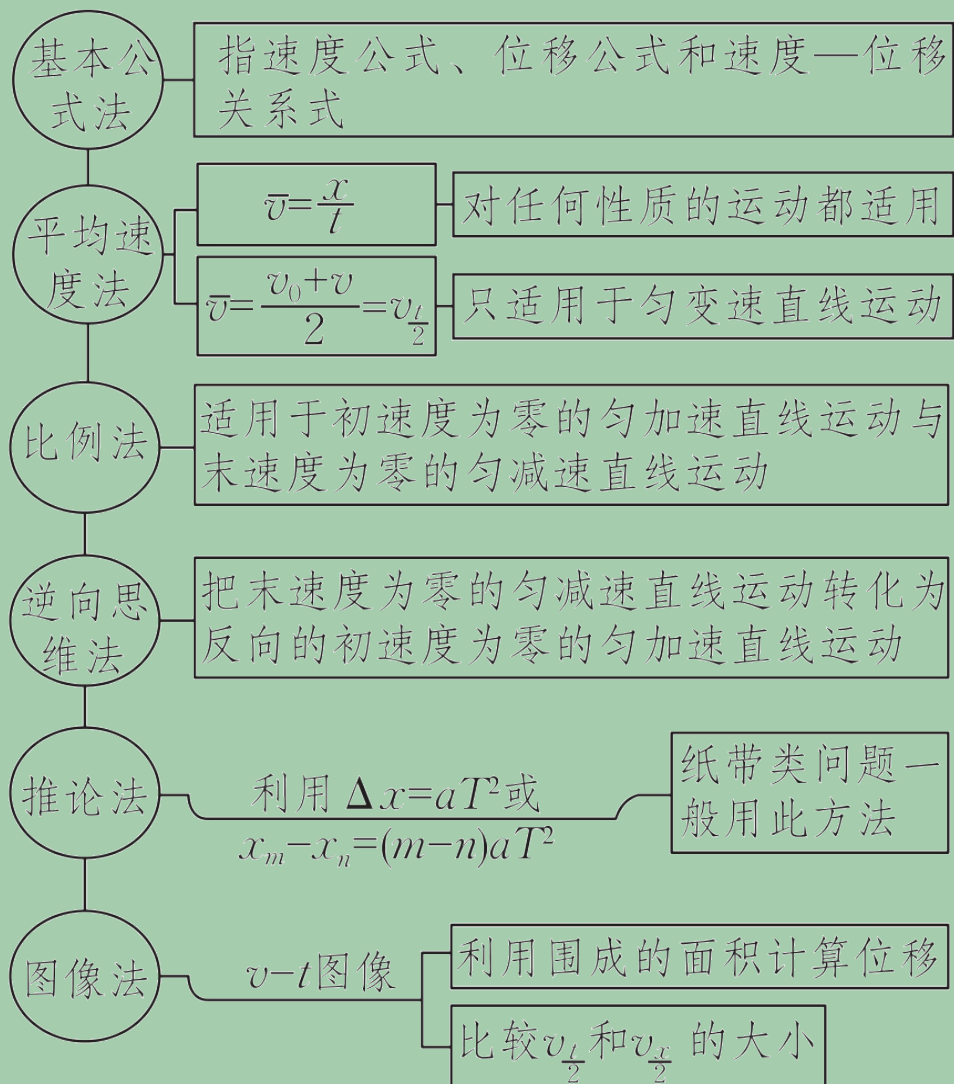 基本公
式法
指速度公式、位移公式和速度—位移
关系式
平均速
度法
v̅=x/t
对任何性质的运动都适用
v̅=(v₀+v)/2=v_{t/2}
只适用于匀变速直线运动
比例法
适用于初速度为零的匀加速直线运动与
末速度为零的匀减速直线运动
逆向思
维法
把末速度为零的匀减速直线运动转化为
反向的初速度为零的匀加速直线运动
推论法
利用Δx=aT²或
xₘ-xₙ=(m-n)aT²
纸带类问题一
般用此方法
图像法
v-t图像
利用围成的面积计算位移
比较v_{t/2}和v_{x/2}的大小